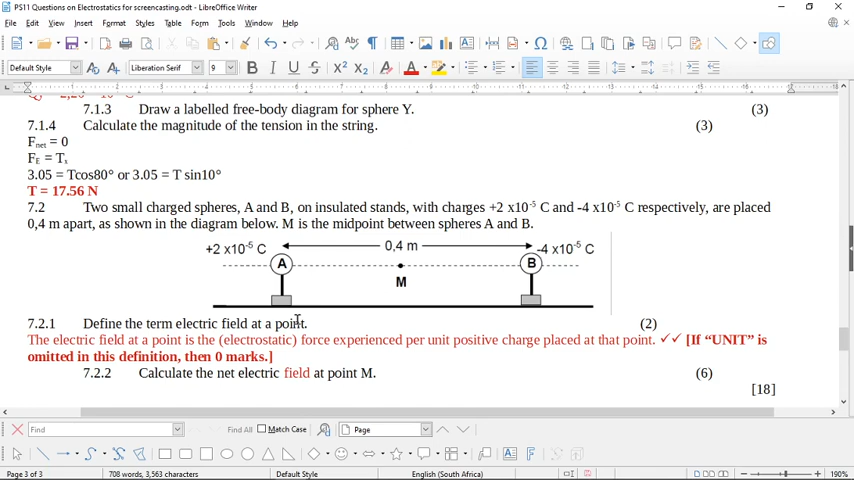 PS11 Questions on Electrostatics for screencasting.odt - LibreOffice Writer
File Edit View Insert Format Styles Table Form Tools Window Help
Default Style Liberation Serif 9
7.1.3 Draw a labelled free-body diagram for sphere Y. (3)
7.1.4 Calculate the magnitude of the tension in the string. (3)
Fnet = 0
FE = Tx
3.05 = Tcos80° or 3.05 = T sin10°
T = 17.56 N
7.2 Two small charged spheres, A and B, on insulated stands, with charges +2 x10⁻⁵ C and -4 x10⁻⁵ C respectively, are placed
0,4 m apart, as shown in the diagram below. M is the midpoint between spheres A and B.
+2 x10⁻⁵ C 0,4 m -4 x10⁻⁵ C
A B
M
7.2.1 Define the term electric field at a point. (2)
The electric field at a point is the (electrostatic) force experienced per unit positive charge placed at that point. ✓✓ [If “UNIT” is
omitted in this definition, then 0 marks.]
7.2.2 Calculate the net electric field at point M. (6)
[18]
Find Find All Match Case Page
Page 3 of 3 708 words, 3,563 characters Default Style English (South Africa) 190%